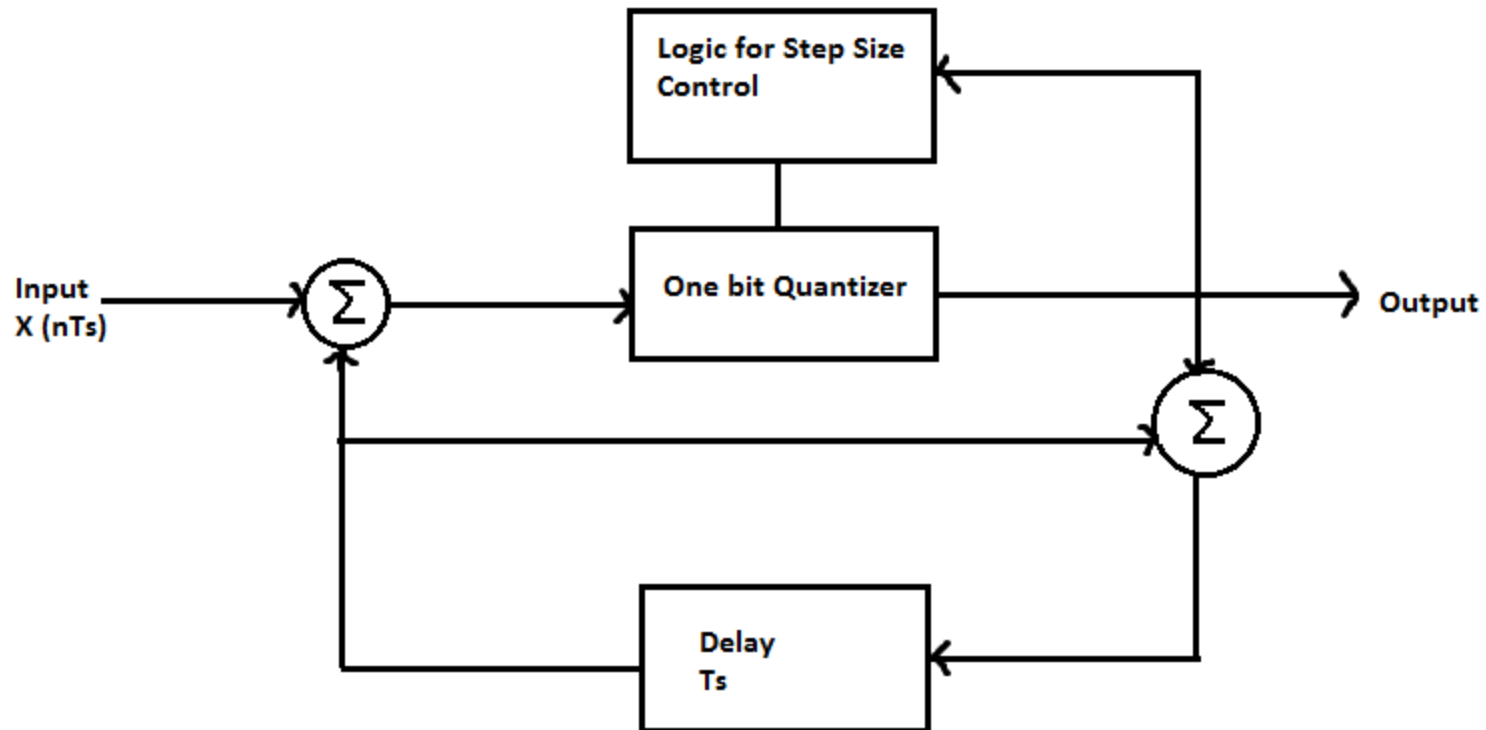 Logic for Step Size
Control
Input
X (nTs)
Σ
One bit Quantizer
Output
Σ
Delay
Ts